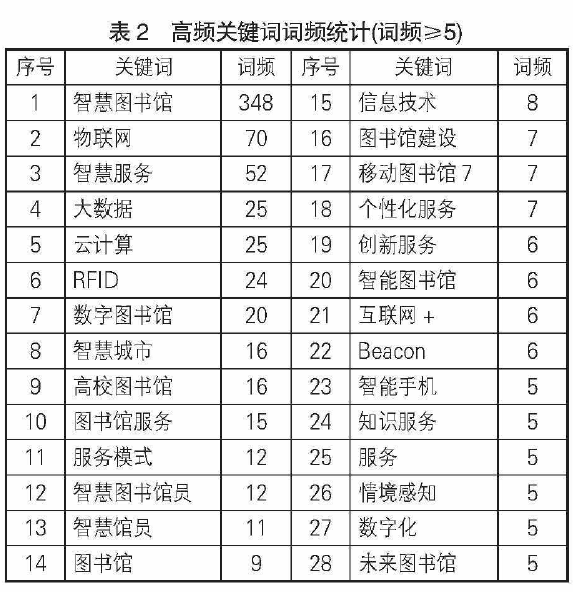 表2 高频关键词词频统计(词频≥5)
序号 关键词 词频 序号 关键词 词频
1 智慧图书馆 348 15 信息技术 8
2 物联网 70 16 图书馆建设 7
3 智慧服务 52 17 移动图书馆7 7
4 大数据 25 18 个性化服务 7
5 云计算 25 19 创新服务 6
6 RFID 24 20 智能图书馆 6
7 数字图书馆 20 21 互联网+ 6
8 智慧城市 16 22 Beacon 6
9 高校图书馆 16 23 智能手机 5
10 图书馆服务 15 24 知识服务 5
11 服务模式 12 25 服务 5
12 智慧图书馆员 12 26 情境感知 5
13 智慧馆员 11 27 数字化 5
14 图书馆 9 28 未来图书馆 5